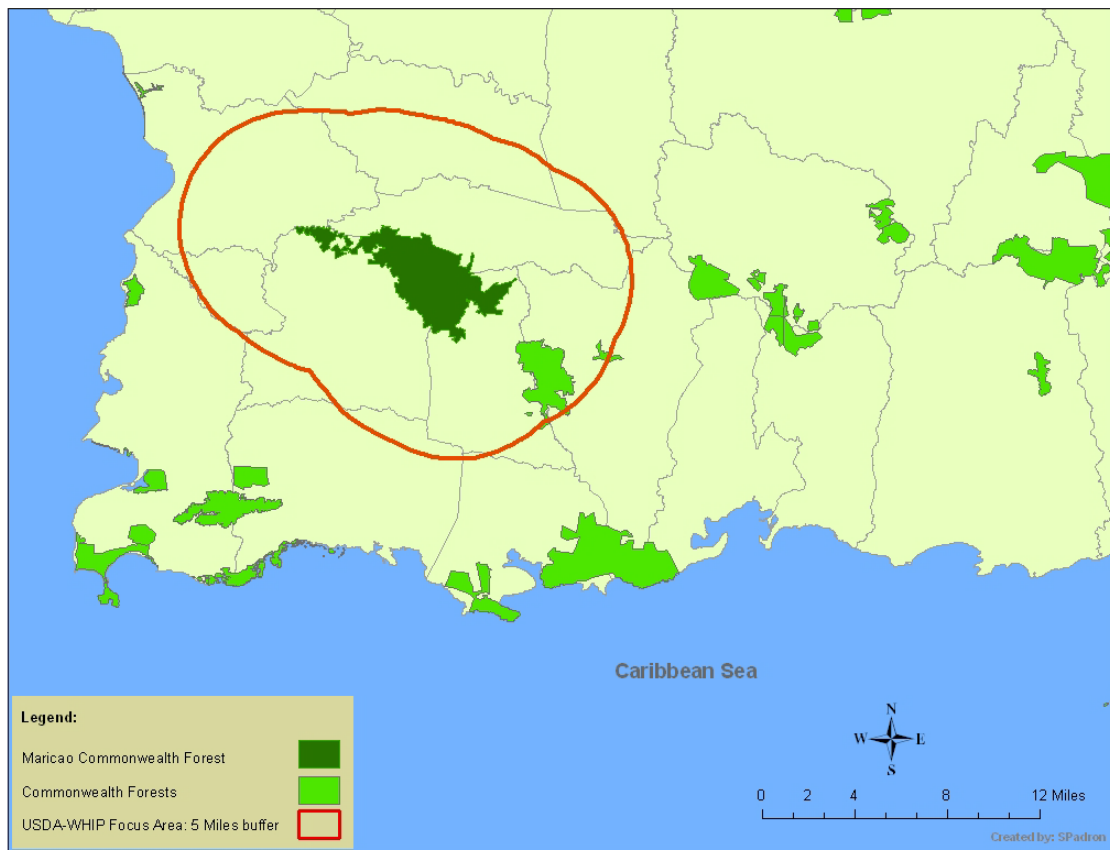 Caribbean Sea
Legend:
Maricao Commonwealth Forest
Commonwealth Forests
USDA-WHIP Focus Area: 5 Miles buffer
N
W E
S
0 2 4 8 12 Miles
Created by: SPadron